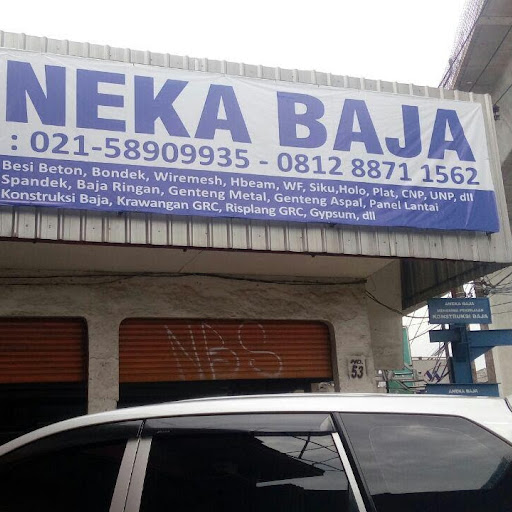 NEKA BAJA
: 021-58909935 - 0812 8871 1562
Besi Beton, Bondek, Wiremesh, Hbeam, WF, Siku,Holo, Plat, CNP, UNP, dll
Spandek, Baja Ringan, Genteng Metal, Genteng Aspal, Panel Lantai
Konstruksi Baja, Krawangan GRC, Risplang GRC, Gypsum, dll
ANEKA BAJA
KONSTRUKSI BAJA
NBS
NO.
53
ANEKA BAJA